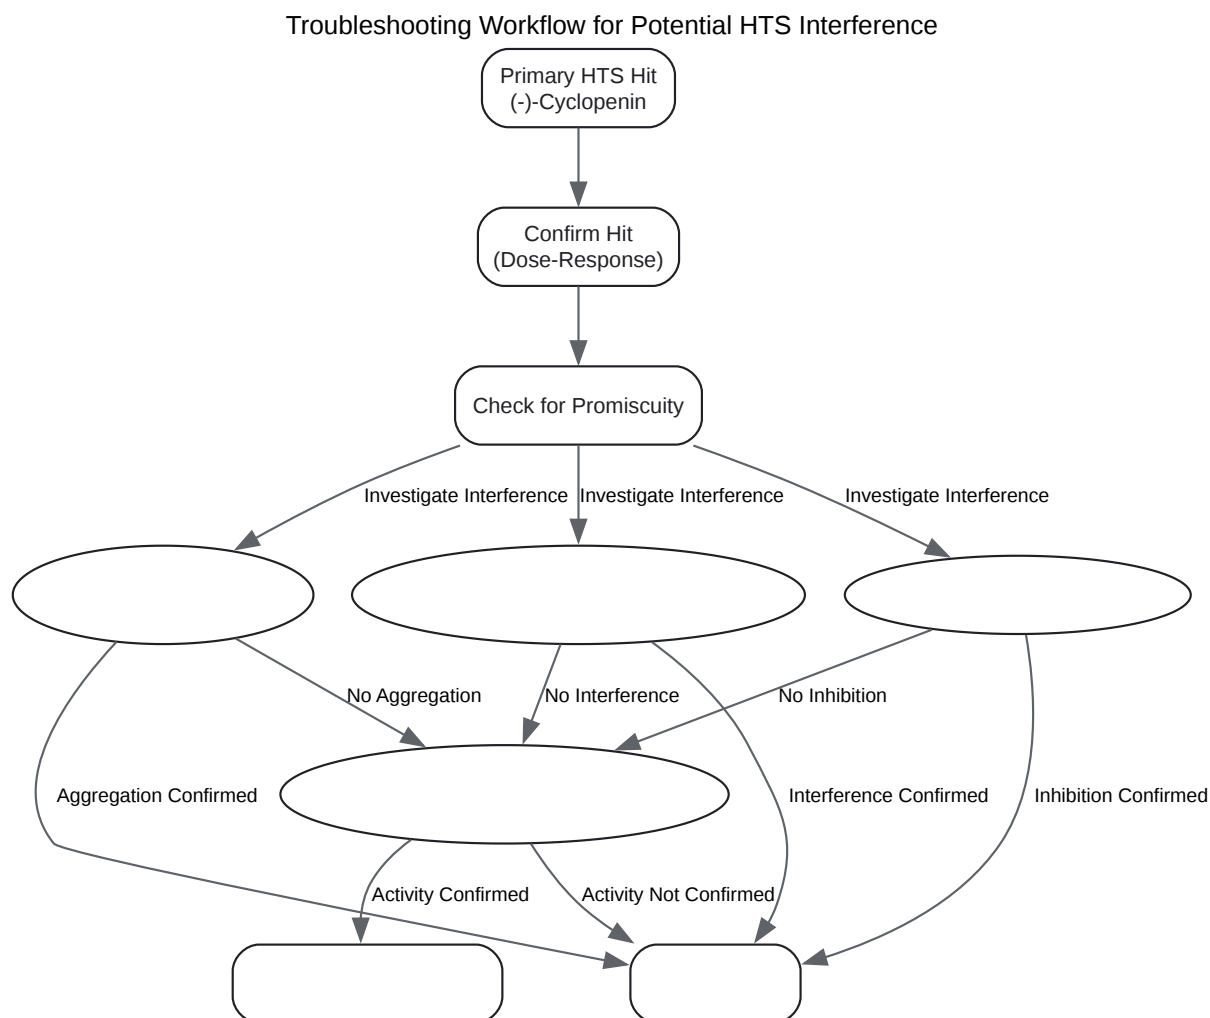 Troubleshooting Workflow for Potential HTS Interference
Primary HTS Hit
(-)-Cyclopenin
Confirm Hit
(Dose-Response)
Check for Promiscuity
Investigate Interference
Investigate Interference
Investigate Interference
No Aggregation
No Interference
No Inhibition
Aggregation Confirmed
Interference Confirmed
Inhibition Confirmed
Activity Confirmed
Activity Not Confirmed